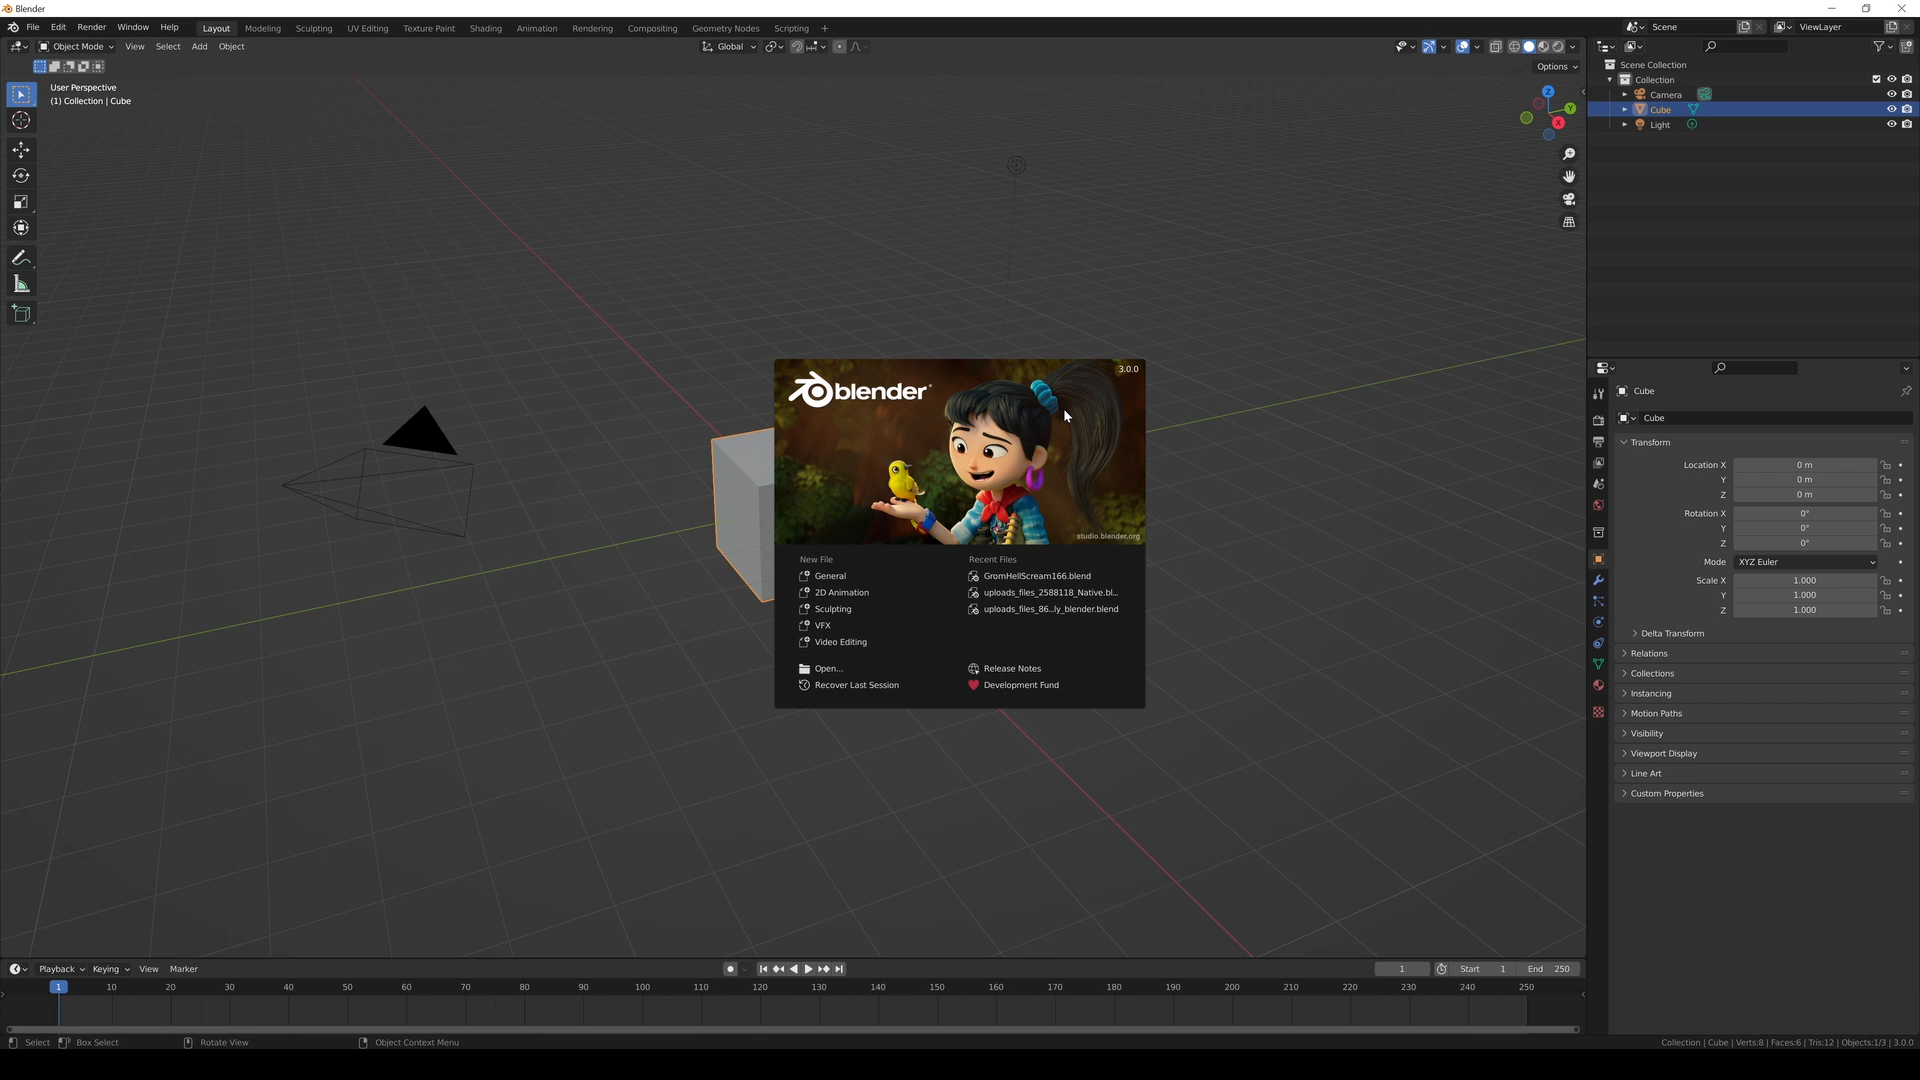 Blender
File Edit Render Window Help Layout Modeling Sculpting UV Editing Texture Paint Shading Animation Rendering Compositing Geometry Nodes Scripting + Scene ViewLayer
Object Mode View Select Add Object Global
Options
User Perspective
(1) Collection | Cube
Z
Y
X
Scene Collection
Collection
Camera
Cube
Light
3.0.0
blender
studio.blender.org
New File Recent Files
General GromHellScream166.blend
2D Animation uploads_files_2588118_Native.bl...
Sculpting uploads_files_86...ly_blender.blend
VFX
Video Editing
Open... Release Notes
Recover Last Session Development Fund
Cube
Cube
Transform
Location X 0 m
Y 0 m
Z 0 m
Rotation X 0°
Y 0°
Z 0°
Mode XYZ Euler
Scale X 1.000
Y 1.000
Z 1.000
Delta Transform
Relations
Collections
Instancing
Motion Paths
Visibility
Viewport Display
Line Art
Custom Properties
Playback Keying View Marker 1 Start 1 End 250
1 10 20 30 40 50 60 70 80 90 100 110 120 130 140 150 160 170 180 190 200 210 220 230 240 250
Select Box Select Rotate View Object Context Menu Collection | Cube | Verts:8 | Faces:6 | Tris:12 | Objects:1/3 | 3.0.0